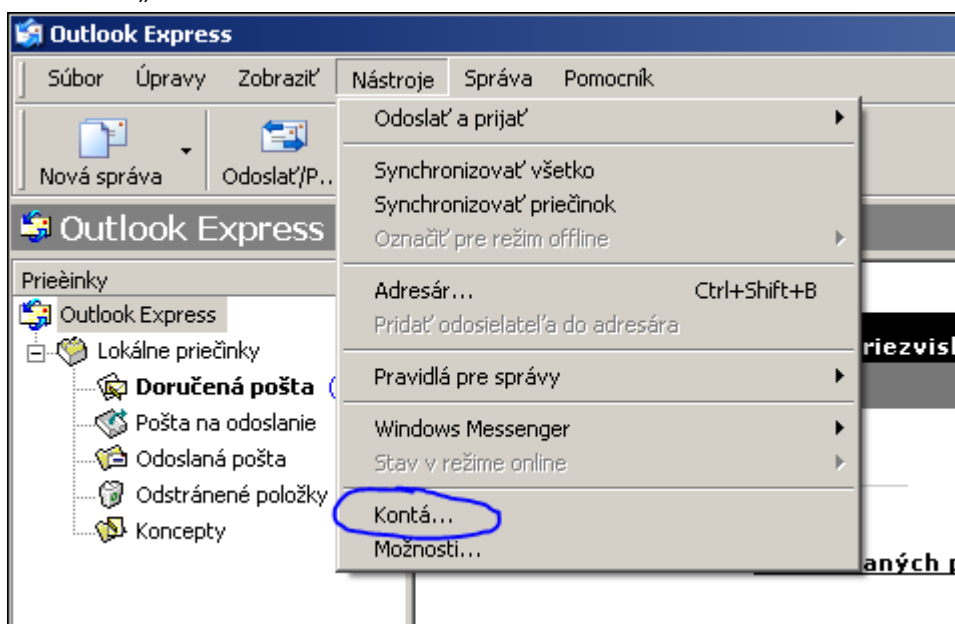 Outlook Express
Súbor Úpravy Zobraziť Nástroje Správa Pomocník
Nová správa Odoslať/P..
Outlook Express
Prieèinky
Outlook Express
Lokálne priečinky
Doručená pošta (
Pošta na odoslanie
Odoslaná pošta
Odstránené položky
Koncepty
Odoslať a prijať
Synchronizovať všetko
Synchronizovať priečinok
Označiť pre režim offline
Adresár... Ctrl+Shift+B
Pridať odosielateľa do adresára
Pravidlá pre správy
Windows Messenger
Stav v režime online
Kontá...
Možnosti...
riezvisl
aných p